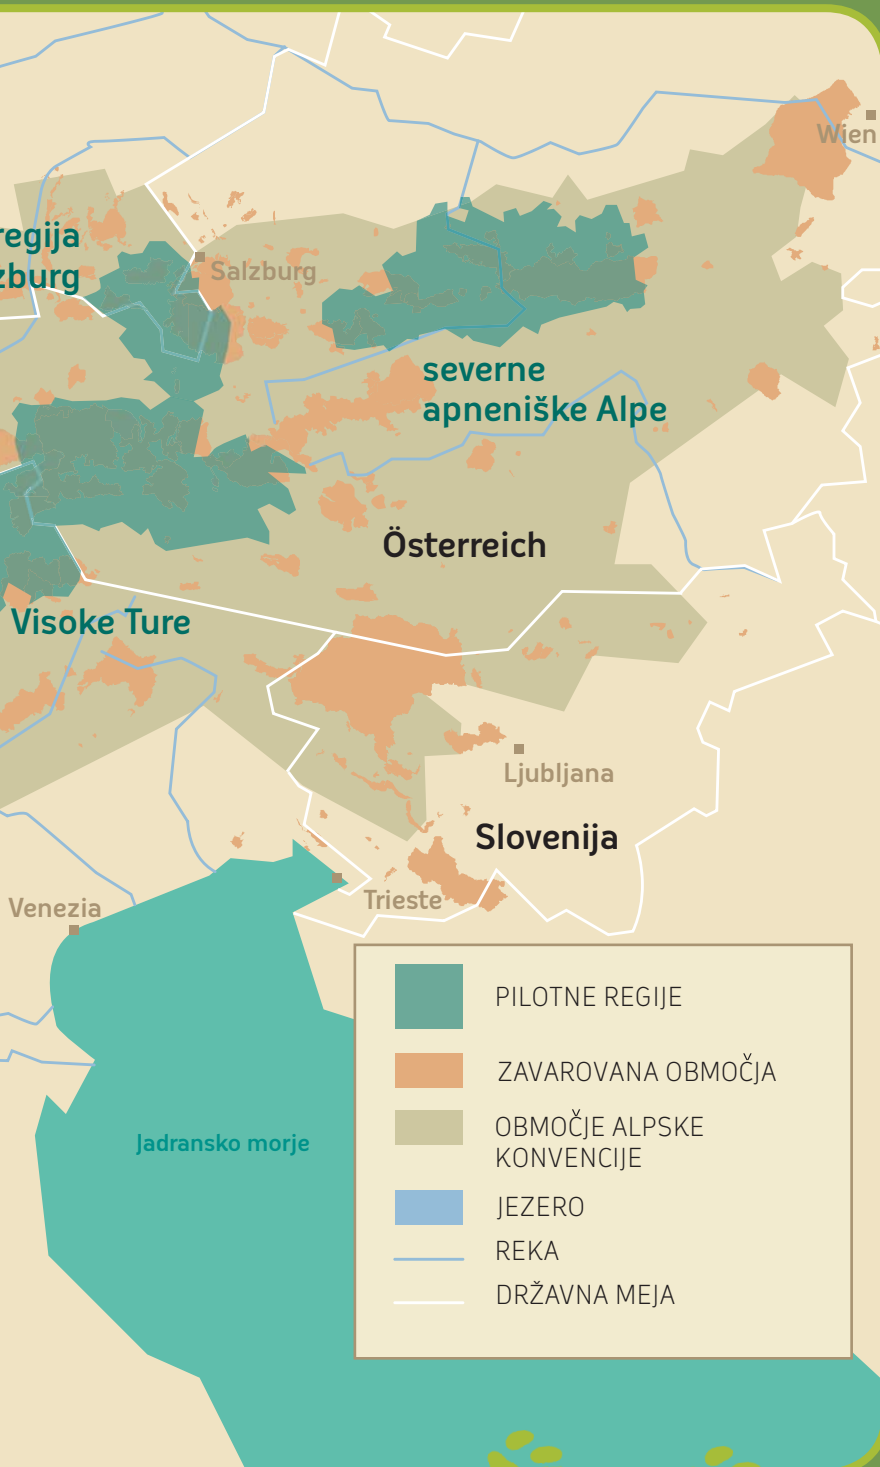 Wien
regija
zburg
Salzburg
severne
apneniške Alpe
Österreich
Visoke Ture
Ljubljana
Slovenija
Trieste
Venezia
PILOTNE REGIJE
ZAVAROVANA OBMOČJA
OBMOČJE ALPSKE
KONVENCIJE
Jadransko morje
JEZERO
REKA
DRŽAVNA MEJA